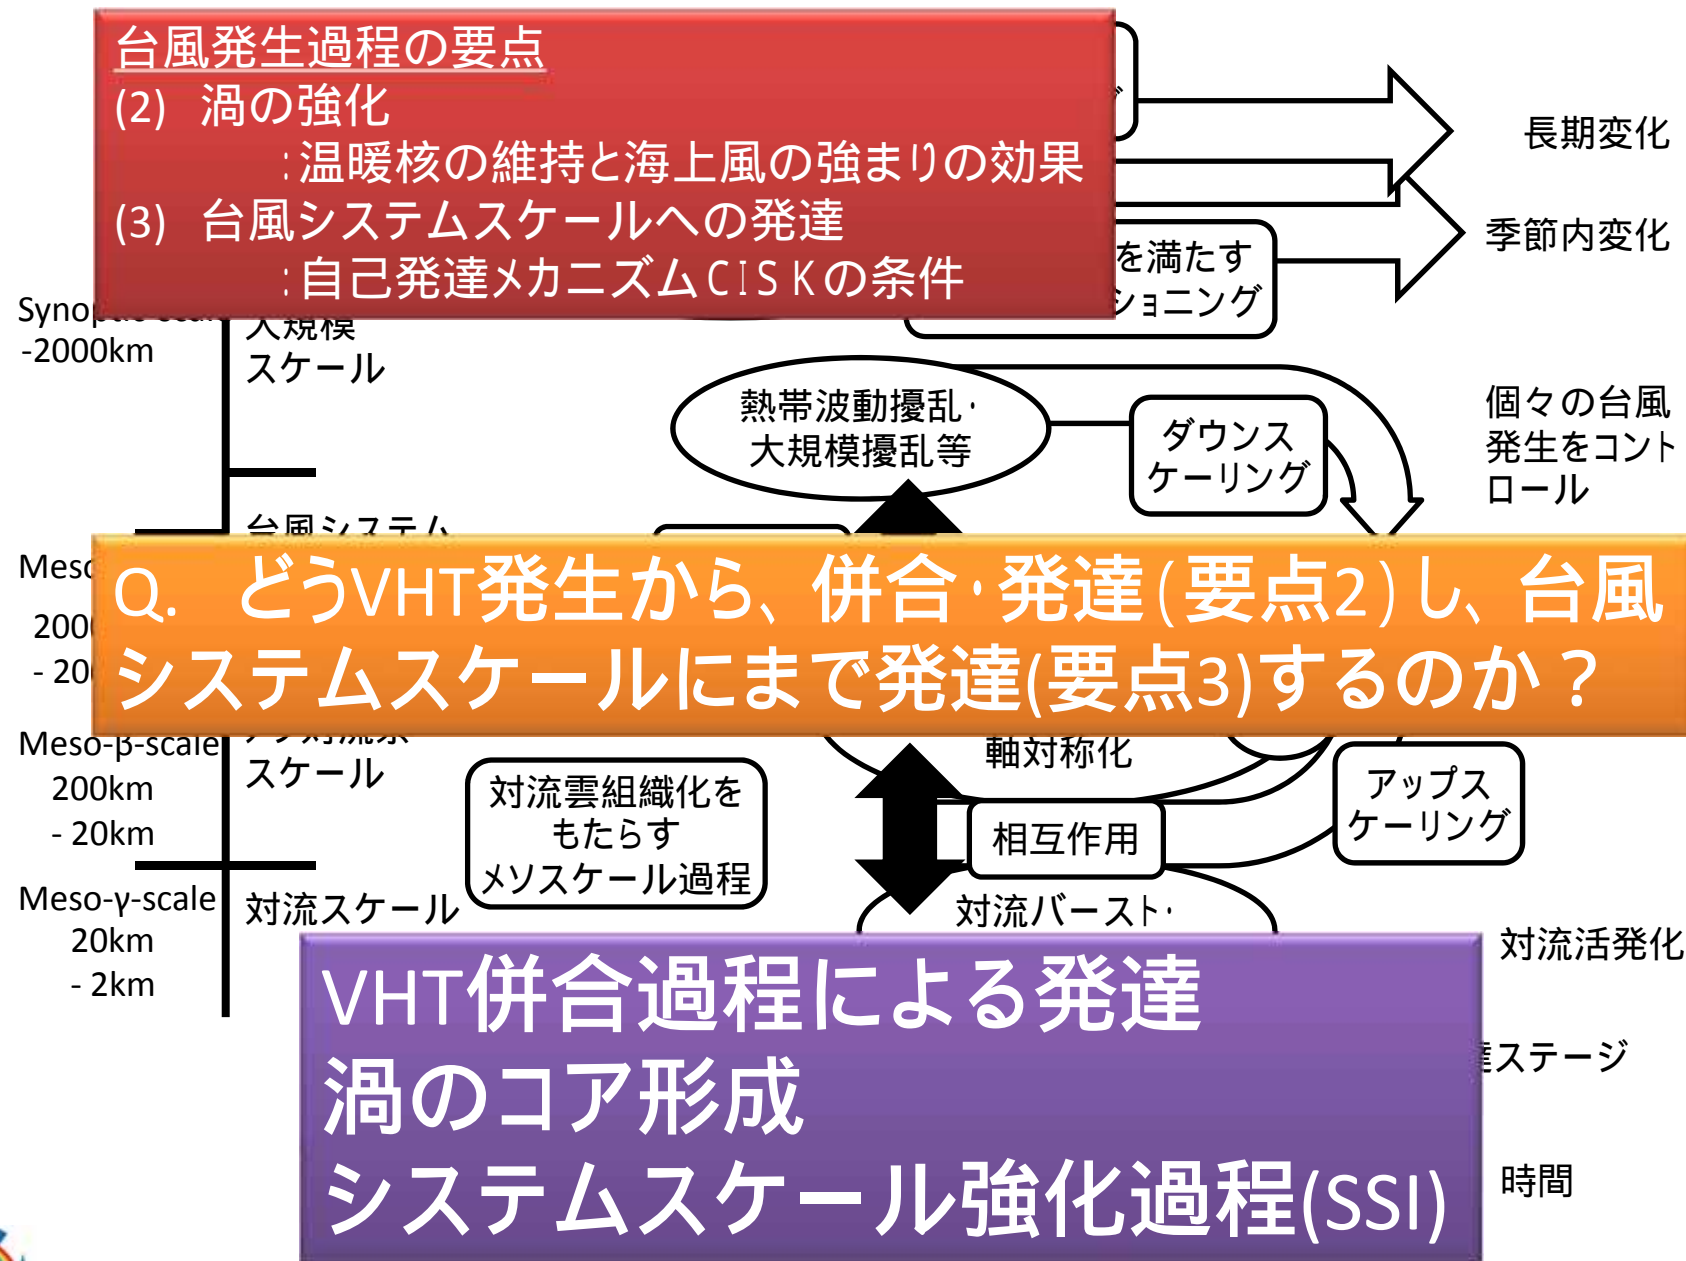 台風発生過程の要点
(2) 渦の強化
:温暖核の維持と海上風の強まりの効果
(3) 台風システムスケールへの発達
:自己発達メカニズムCISKの条件
長期変化
季節内変化
を満たす
ショニング
-2000km
大規模
スケール
熱帯波動擾乱・
大規模擾乱等
ダウンス
ケーリング
個々の台風
発生をコント
ロール
台風システム
Q. どうVHT発生から、併合・発達(要点2)し、台風
システムスケールにまで発達(要点3)するのか？
Meso-β-scale
200km
- 20km
スケール
対流雲組織化を
もたらす
メソスケール過程
軸対称化
相互作用
アップス
ケーリング
Meso-γ-scale
20km
- 2km
対流スケール
対流バースト・
対流活発化
VHT併合過程による発達
渦のコア形成
システムスケール強化過程(SSI)
ステージ
時間